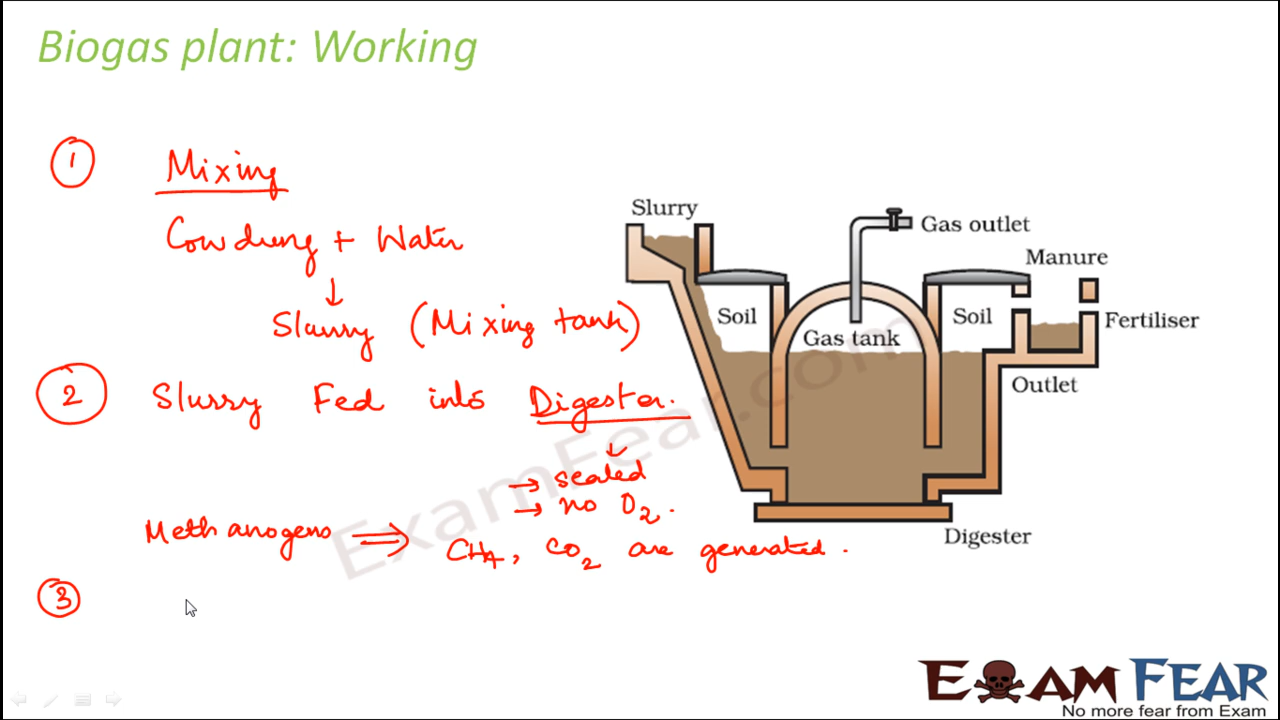 Biogas plant: Working
1 Mixing
Cow dung + Water
↓
Slurry (Mixing tank)
2 Slurry Fed into Digester.
→ sealed
→ no O2.
Methanogens ⇒ CH4, CO2 are generated.
3
Slurry
Gas outlet
Manure
Soil
Gas tank
Soil
Fertiliser
Outlet
Digester
ExamFear.com
EXAM FEAR
No more fear from Exam